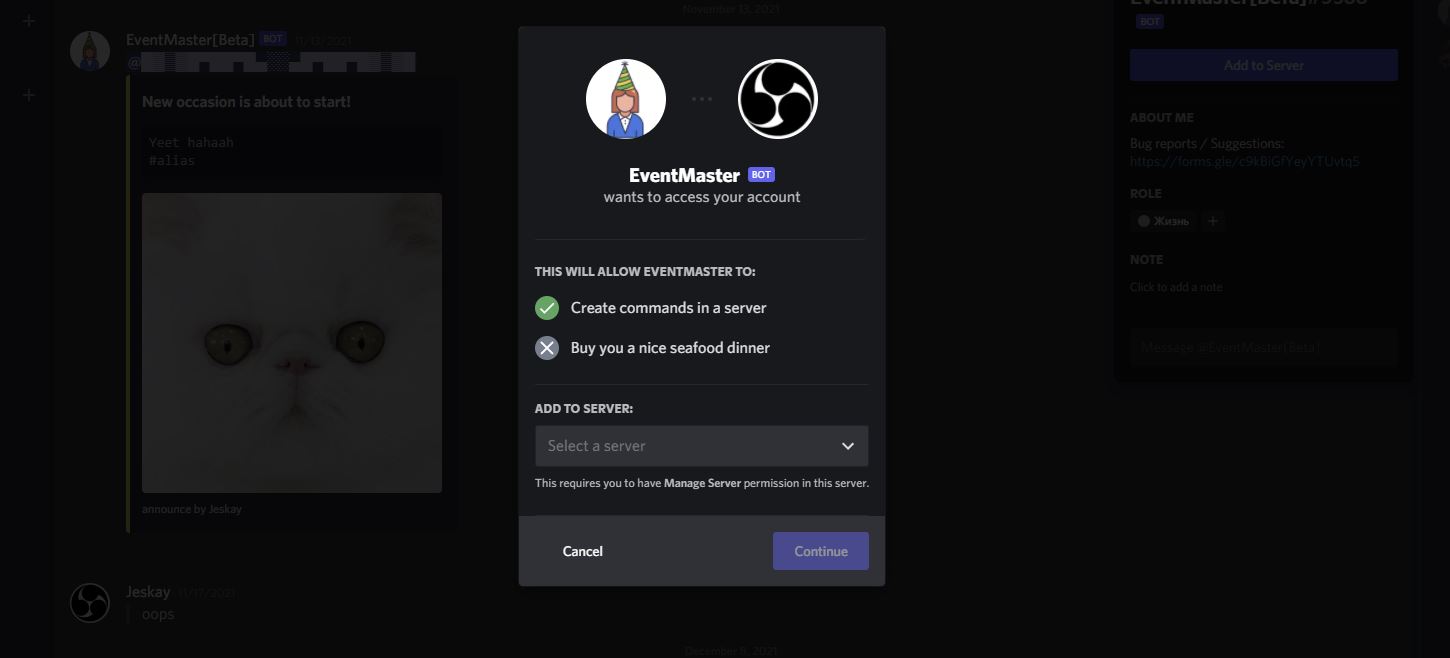 November 13, 2021
EventMaster[Beta] BOT 11/13/2021
@
New occasion is about to start!
Yeet hahaah
#alias
announce by Jeskay
Jeskay 11/17/2021
oops
December 8, 2021
EventMaster BOT
wants to access your account
THIS WILL ALLOW EVENTMASTER TO:
Create commands in a server
Buy you a nice seafood dinner
ADD TO SERVER:
Select a server
This requires you to have Manage Server permission in this server.
Cancel
Continue
BOT
Add to Server
ABOUT ME
Bug reports / Suggestions:
https://forms.gle/c9kBiGfYeyYTUvtq5
ROLE
Жизнь +
NOTE
Click to add a note
Message @EventMaster[Beta]